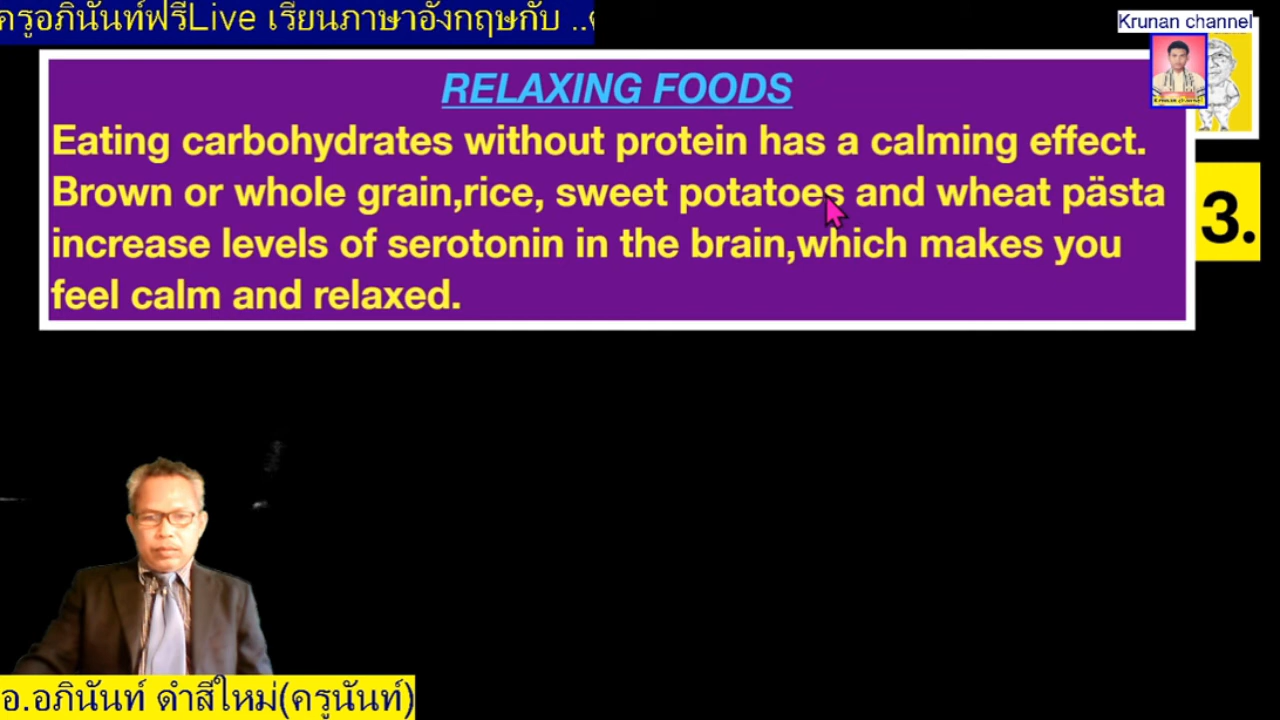 ครูอภินันท์ฟรีLive เรียนภาษาอังกฤษกับ ..
Krunan channel
RELAXING FOODS
Eating carbohydrates without protein has a calming effect.
Brown or whole grain,rice, sweet potatoes and wheat pästa
increase levels of serotonin in the brain,which makes you
feel calm and relaxed.
3.
อ.อภินันท์ ดำสีใหม่(ครูนันท์)